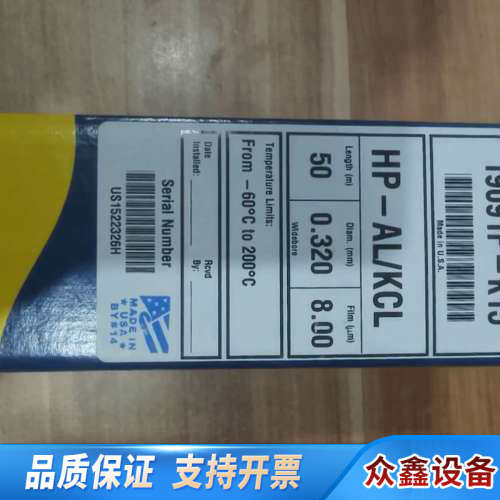 Made in U.S.A.
HP-AL/KCL
Length (m) Diam. (mm) Film (µm)
50 0.320 8.00
Widebore
Temperature Limits:
From -60°C to 200°C
Date
Installed:
Rcvd
By:
Serial Number
US1522326H
MADE IN
★ USA ★
BY#14
品质保证 支持开票
众鑫设备